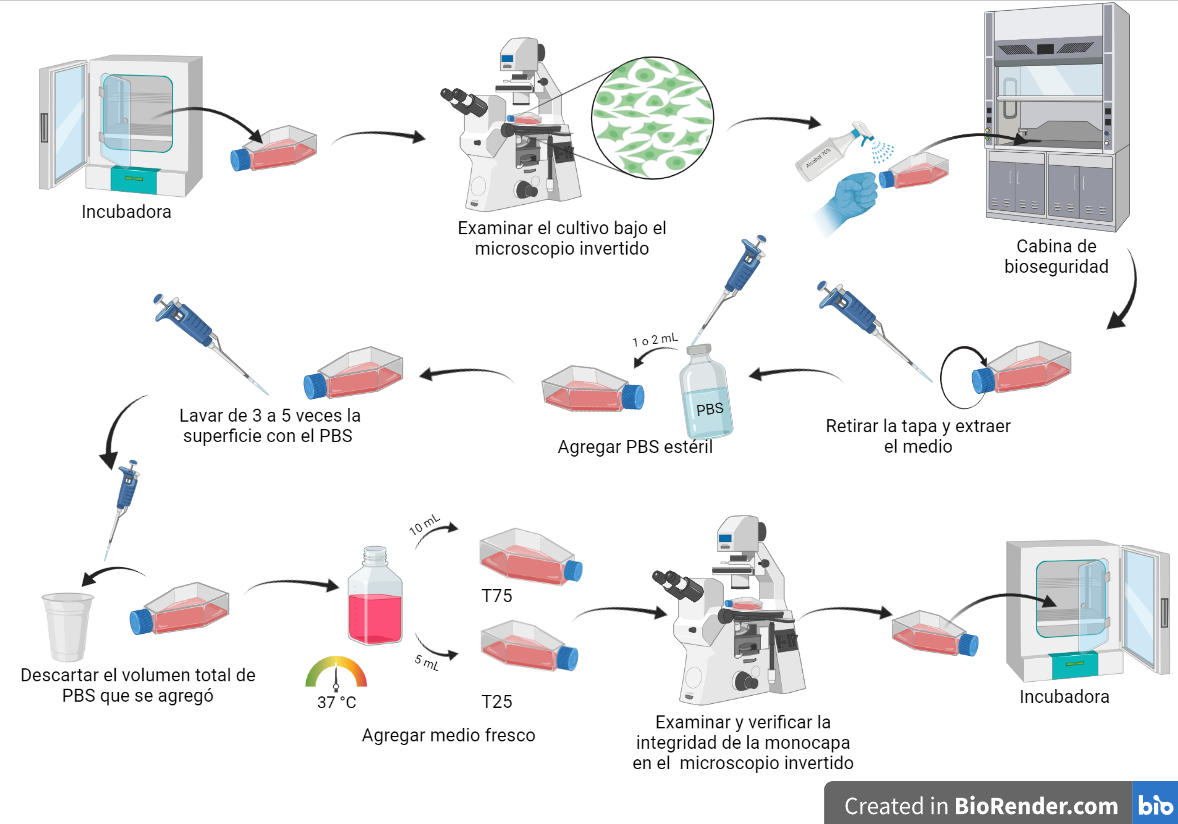 Incubadora
Examinar el cultivo bajo el
microscopio invertido
Alcohol 70%
Cabina de
bioseguridad
Retirar la tapa y extraer
el medio
1 o 2 mL
PBS
Agregar PBS estéril
Lavar de 3 a 5 veces la
superficie con el PBS
Descartar el volumen total de
PBS que se agregó
10 mL
T75
5 mL
T25
37 °C
Agregar medio fresco
Examinar y verificar la
integridad de la monocapa
en el microscopio invertido
Incubadora
Created in BioRender.com bio